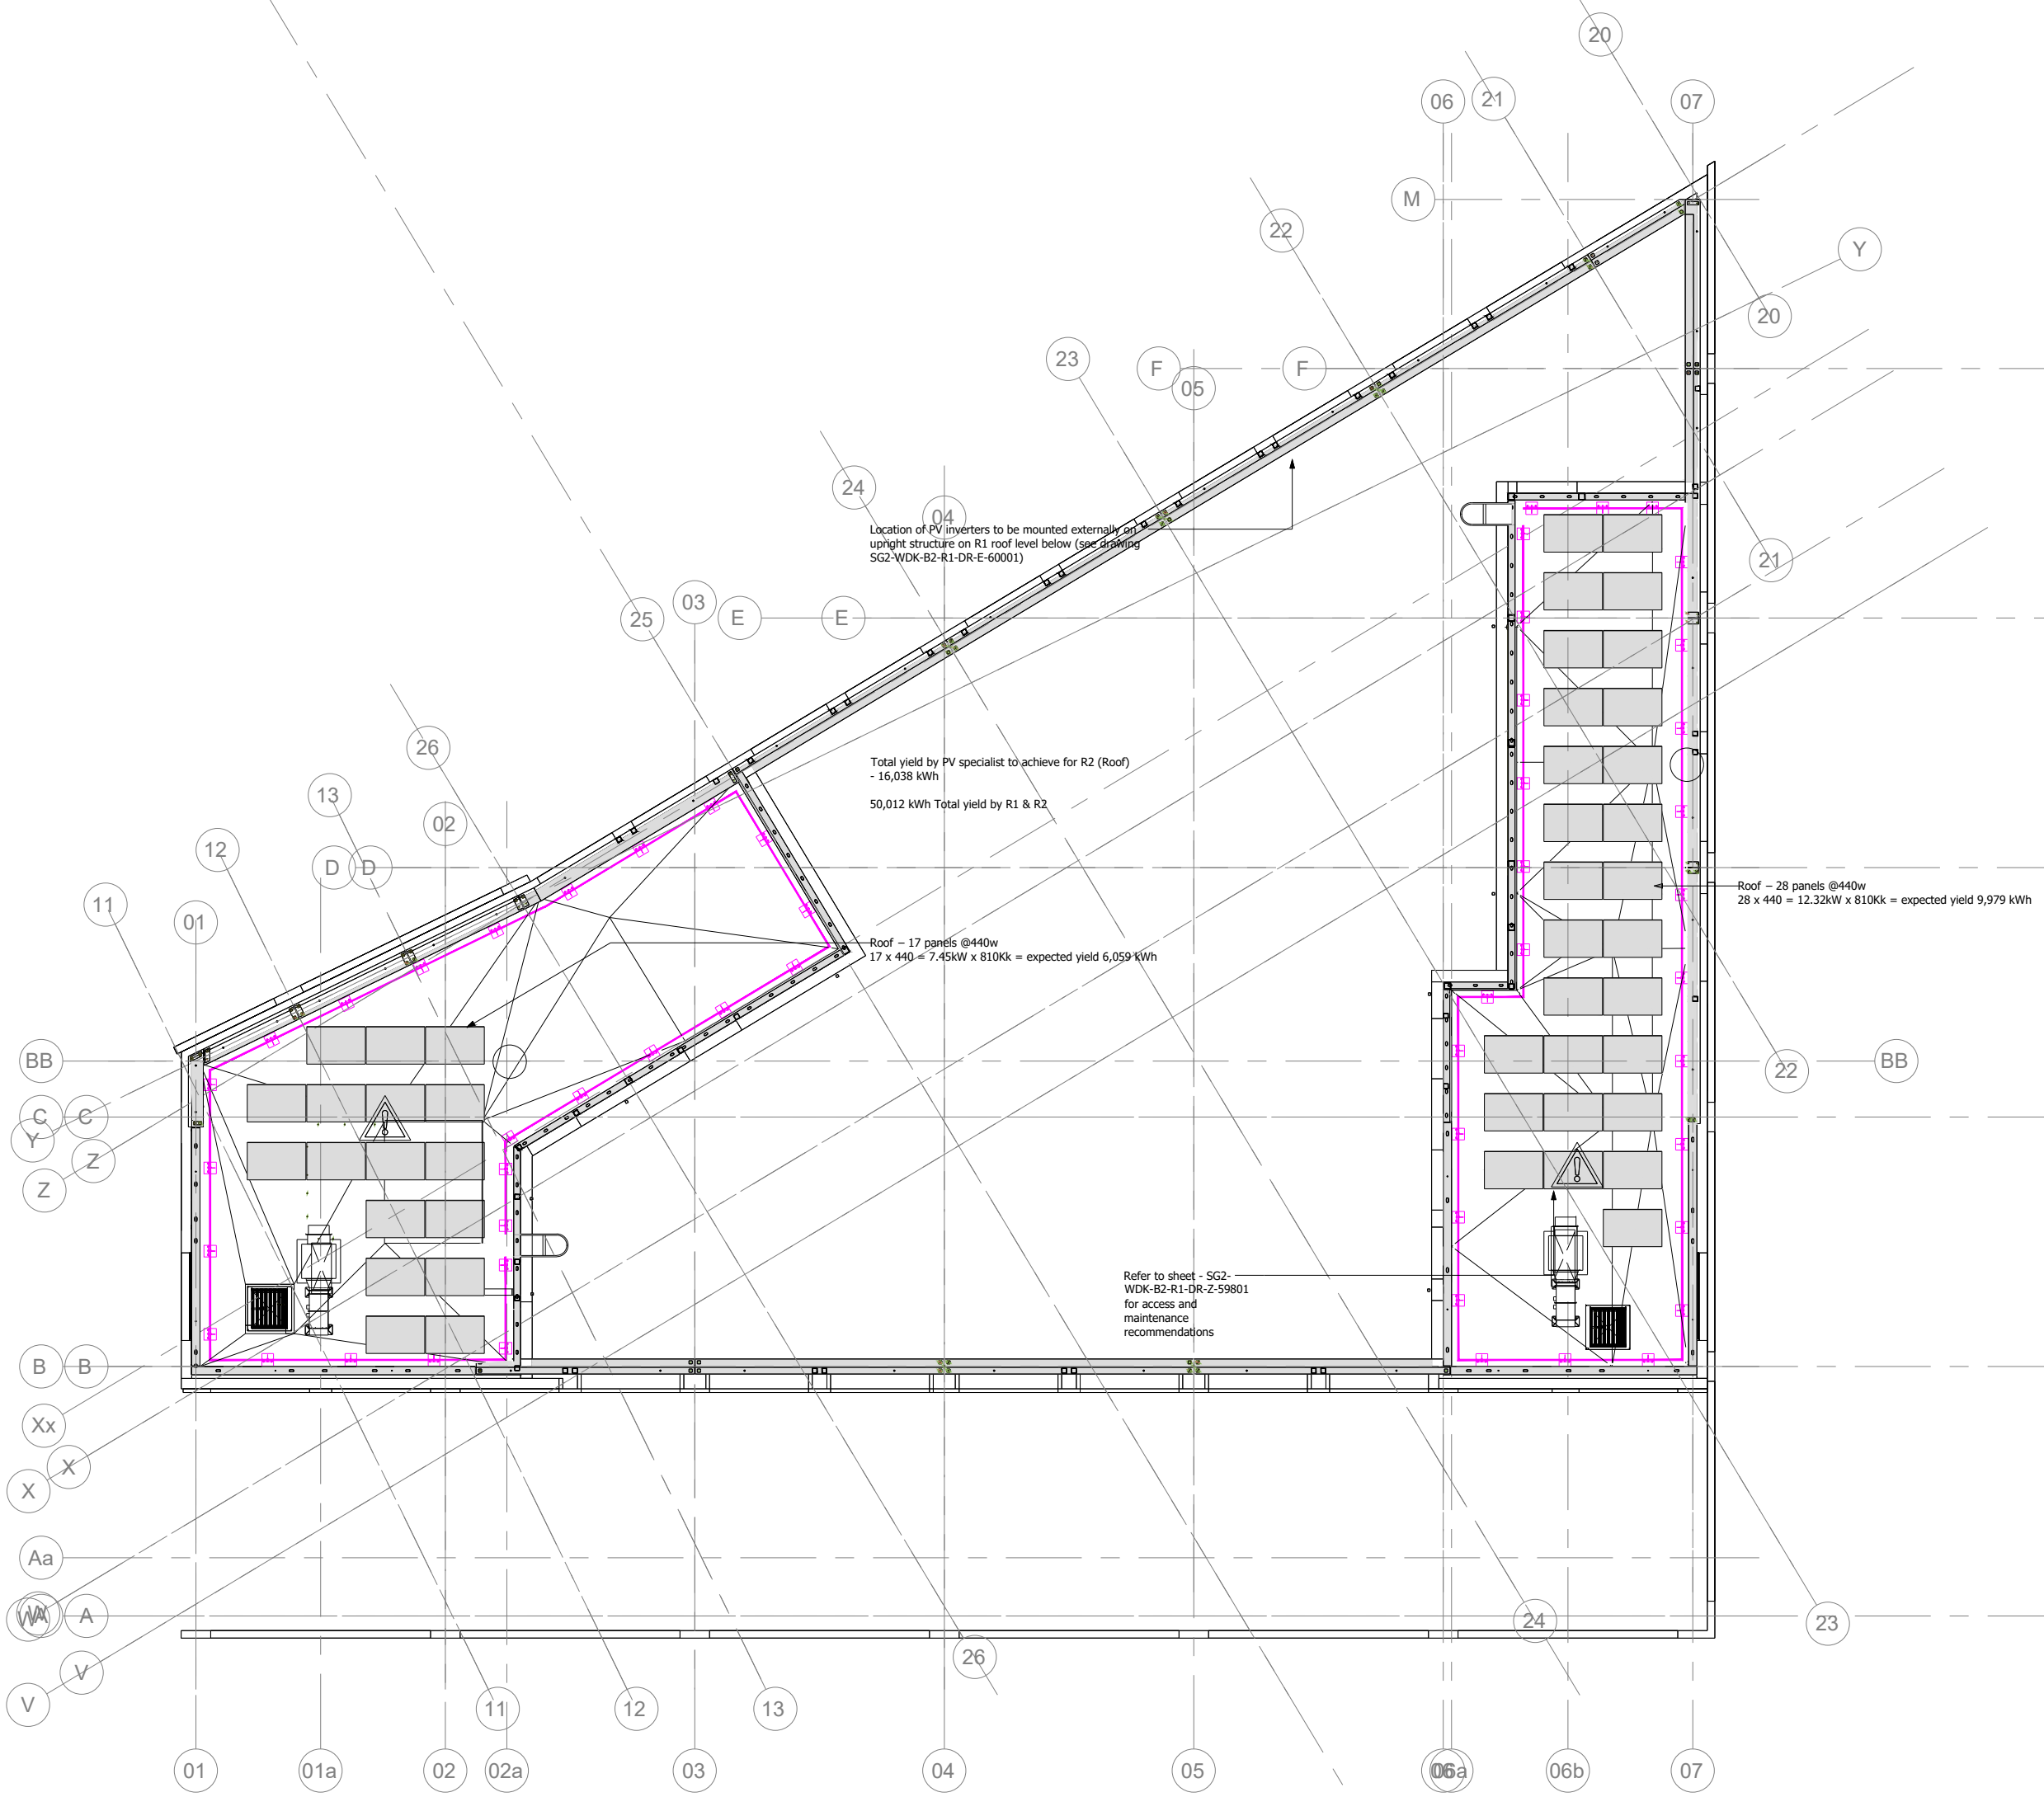 20
06
21
07
M
22
Y
20
23
F
F
05
24
04
Location of PV inverters to be mounted externally on
upright structure on R1 roof level below (see drawing
SG2-WDK-B2-R1-DR-E-60001)
21
03
E
E
25
26
Total yield by PV specialist to achieve for R2 (Roof)
- 16,038 kWh
50,012 kWh Total yield by R1 & R2
13
02
12
D
D
11
01
Roof – 28 panels @440w
28 x 440 = 12.32kW x 810Kk = expected yield 9,979 kWh
Roof – 17 panels @440w
17 x 440 = 7.45kW x 810Kk = expected yield 6,059 kWh
BB
22
BB
C
C
Y
Z
Z
Refer to sheet - SG2-
WDK-B2-R1-DR-Z-59801
for access and
maintenance
recommendations
B
B
Xx
X
X
Aa
W
W
A
A
24
23
26
V
V
11
12
13
01
01a
02
02a
03
04
05
06
06a
06b
07